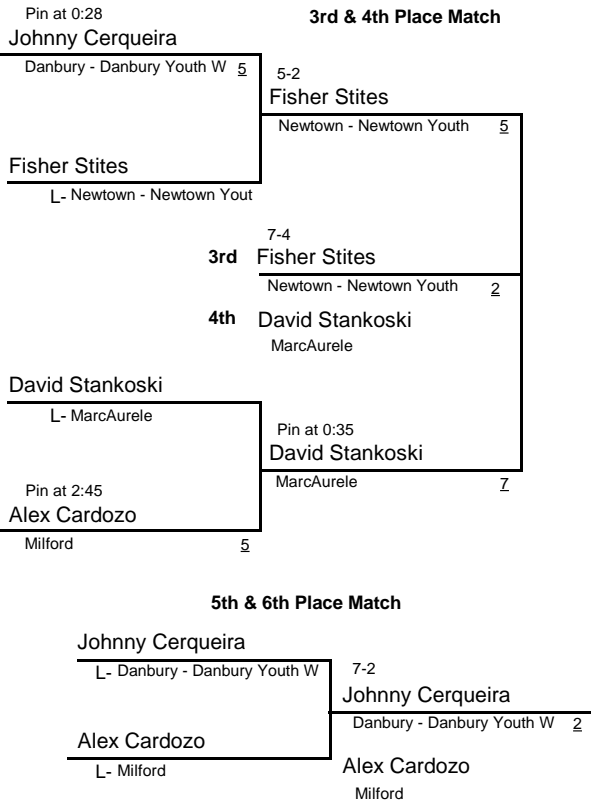 Pin at 0:28
3rd & 4th Place Match
Johnny Cerqueira
Danbury - Danbury Youth W 5
5-2
Fisher Stites
Newtown - Newtown Youth 5
Fisher Stites
L- Newtown - Newtown Yout
7-4
3rd Fisher Stites
Newtown - Newtown Youth 2
4th David Stankoski
MarcAurele
David Stankoski
L- MarcAurele
Pin at 0:35
David Stankoski
MarcAurele 7
Pin at 2:45
Alex Cardozo
Milford 5
5th & 6th Place Match
Johnny Cerqueira
L- Danbury - Danbury Youth W
7-2
Johnny Cerqueira
Danbury - Danbury Youth W 2
Alex Cardozo
L- Milford
Alex Cardozo
Milford